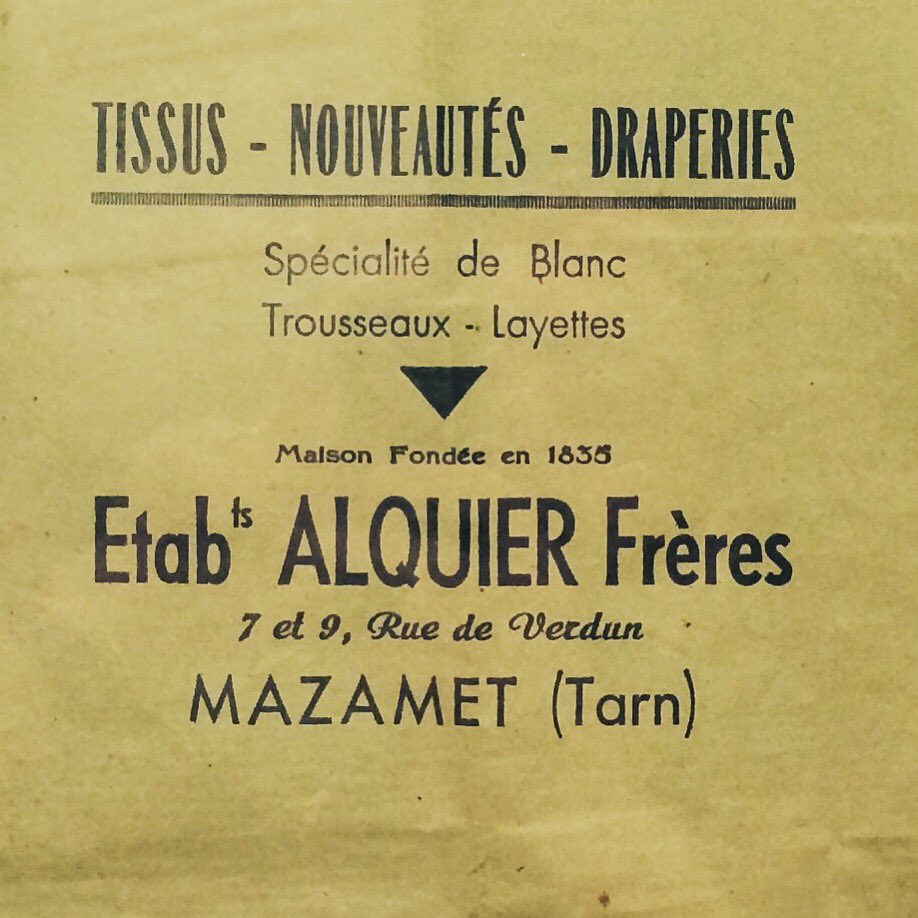 TISSUS - NOUVEAUTÉS - DRAPERIES
Spécialité de Blanc
Trousseaux - Layettes
Maison Fondée en 1835
Etabts ALQUIER Frères
7 et 9, Rue de Verdun
MAZAMET (Tarn)